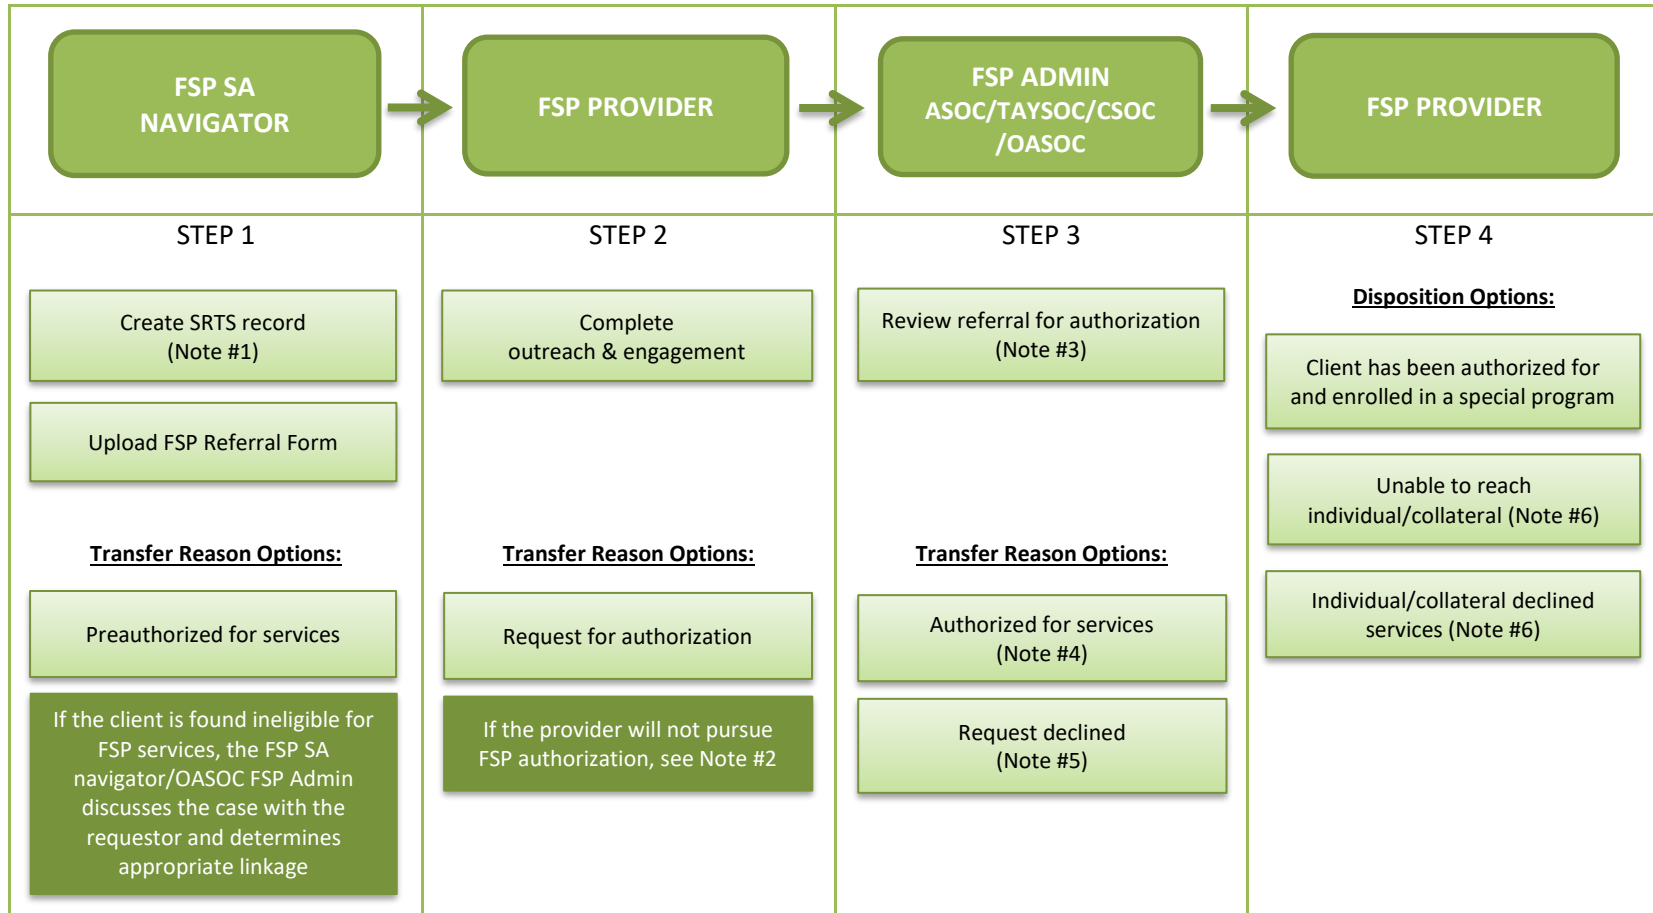 FSP SA
NAVIGATOR
FSP PROVIDER
FSP ADMIN
ASOC/TAYSOC/CSOC
/OASOC
FSP PROVIDER
STEP 1
Create SRTS record
(Note #1)
Upload FSP Referral Form
Transfer Reason Options:
Preauthorized for services
If the client is found ineligible for
FSP services, the FSP SA
navigator/OASOC FSP Admin
discusses the case with the
requestor and determines
appropriate linkage
STEP 2
Complete
outreach & engagement
Transfer Reason Options:
Request for authorization
If the provider will not pursue
FSP authorization, see Note #2
STEP 3
Review referral for authorization
(Note #3)
Transfer Reason Options:
Authorized for services
(Note #4)
Request declined
(Note #5)
STEP 4
Disposition Options:
Client has been authorized for
and enrolled in a special program
Unable to reach
individual/collateral (Note #6)
Individual/collateral declined
services (Note #6)